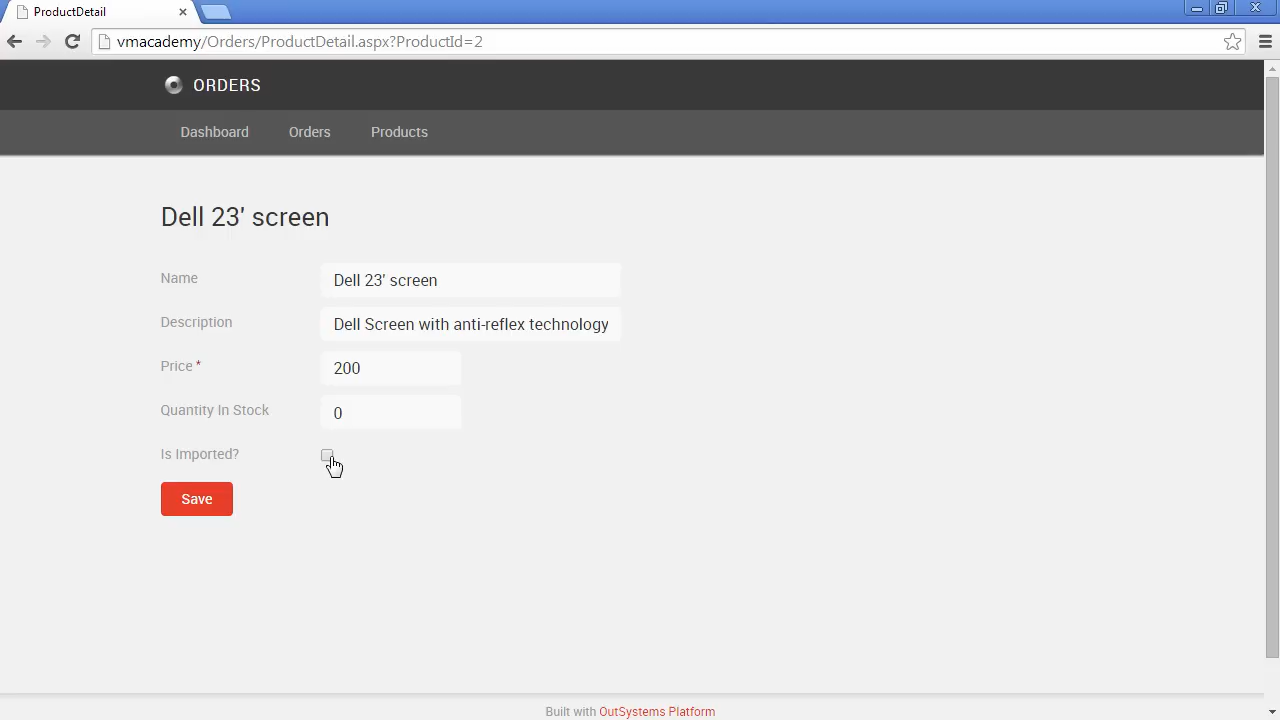 ProductDetail
vmacademy/Orders/ProductDetail.aspx?ProductId=2
ORDERS
Dashboard Orders Products
Dell 23' screen
Name Dell 23' screen
Description Dell Screen with anti-reflex technology
Price * 200
Quantity In Stock 0
Is Imported?
Save
Built with OutSystems Platform